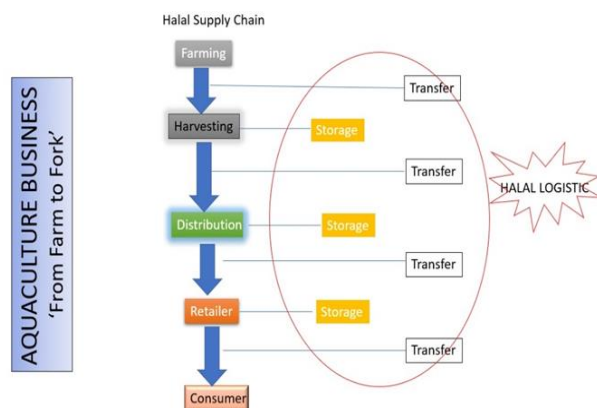 Halal Supply Chain
Farming
Transfer
Harvesting
Storage
Transfer
HALAL LOGISTIC
Distribution
Storage
Transfer
Retailer
Storage
Transfer
Consumer
AQUACULTURE BUSINESS
'From Farm to Fork'